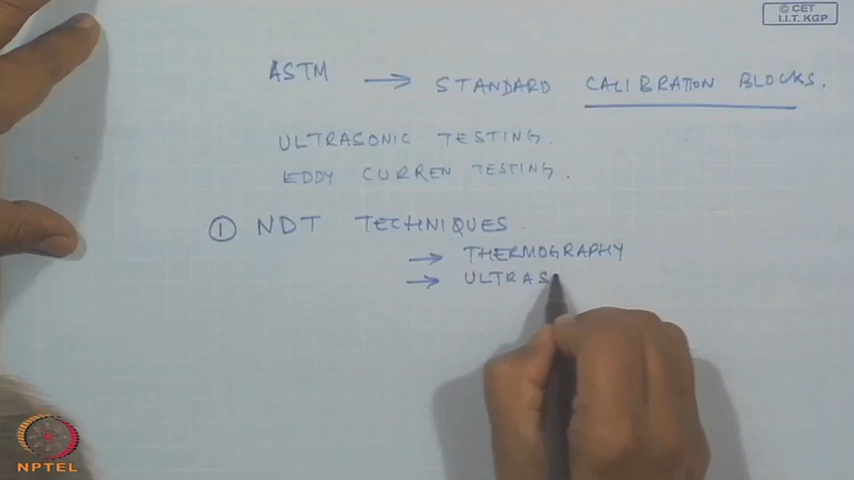 © CET
I.I.T. KGP
ASTM → STANDARD CALIBRATION BLOCKS.
ULTRASONIC TESTING.
EDDY CURREN TESTING.
① NDT TECHNIQUES.
→ THERMOGRAPHY
→ ULTRAS
NPTEL